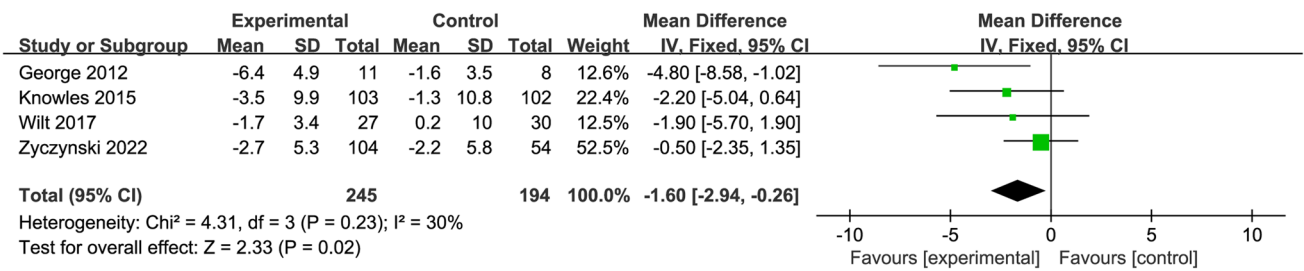 Experimental Control Mean Difference Mean Difference
Study or Subgroup Mean SD Total Mean SD Total Weight IV, Fixed, 95% CI IV, Fixed, 95% CI
George 2012 -6.4 4.9 11 -1.6 3.5 8 12.6% -4.80 [-8.58, -1.02]
Knowles 2015 -3.5 9.9 103 -1.3 10.8 102 22.4% -2.20 [-5.04, 0.64]
Wilt 2017 -1.7 3.4 27 0.2 10 30 12.5% -1.90 [-5.70, 1.90]
Zyczynski 2022 -2.7 5.3 104 -2.2 5.8 54 52.5% -0.50 [-2.35, 1.35]
Total (95% CI) 245 194 100.0% -1.60 [-2.94, -0.26]
Heterogeneity: Chi² = 4.31, df = 3 (P = 0.23); I² = 30%
Test for overall effect: Z = 2.33 (P = 0.02)
-10 -5 0 5 10
Favours [experimental] Favours [control]